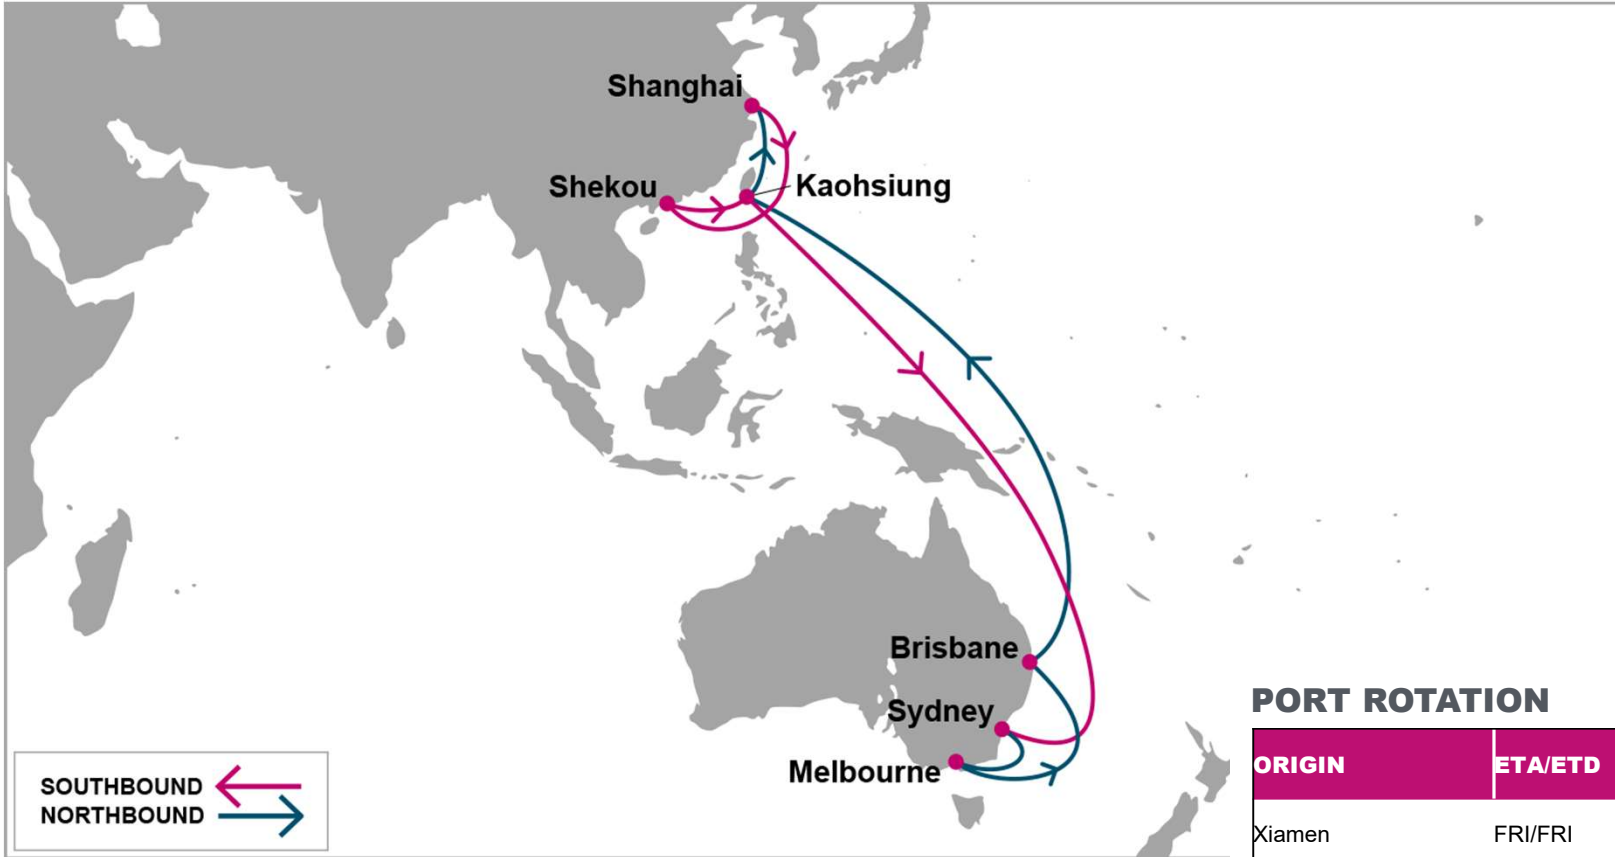 Shanghai
Shekou
Kaohsiung
Brisbane
Sydney
Melbourne
SOUTHBOUND
NORTHBOUND
PORT ROTATION
ORIGIN ETA/ETD
Xiamen FRI/FRI